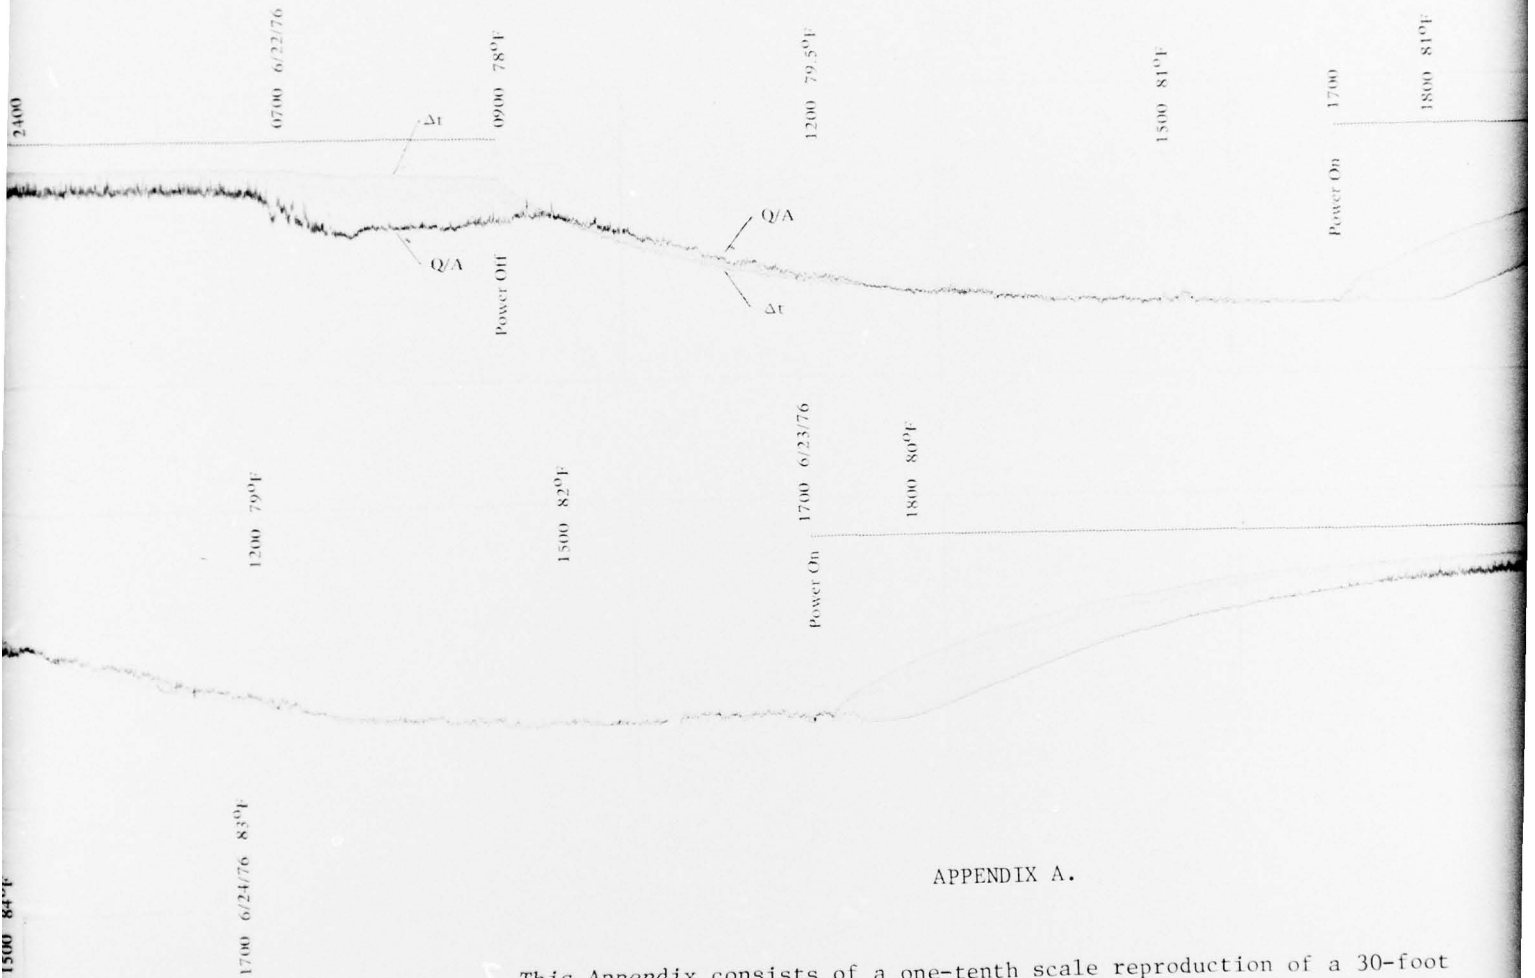 2400
0700 6/22/76
Δt
0900 78°F
1200 79.5°F
1500 81°F
1700
1800 81°F
Q/A
Power Off
Q/A
Δt
Power On
1200 79°F
1500 82°F
1700 6/23/76
1800 80°F
Power On
1500 84°F
1700 6/24/76 83°F
APPENDIX A.
This Appendix consists of a one-tenth scale reproduction of a 30-foot